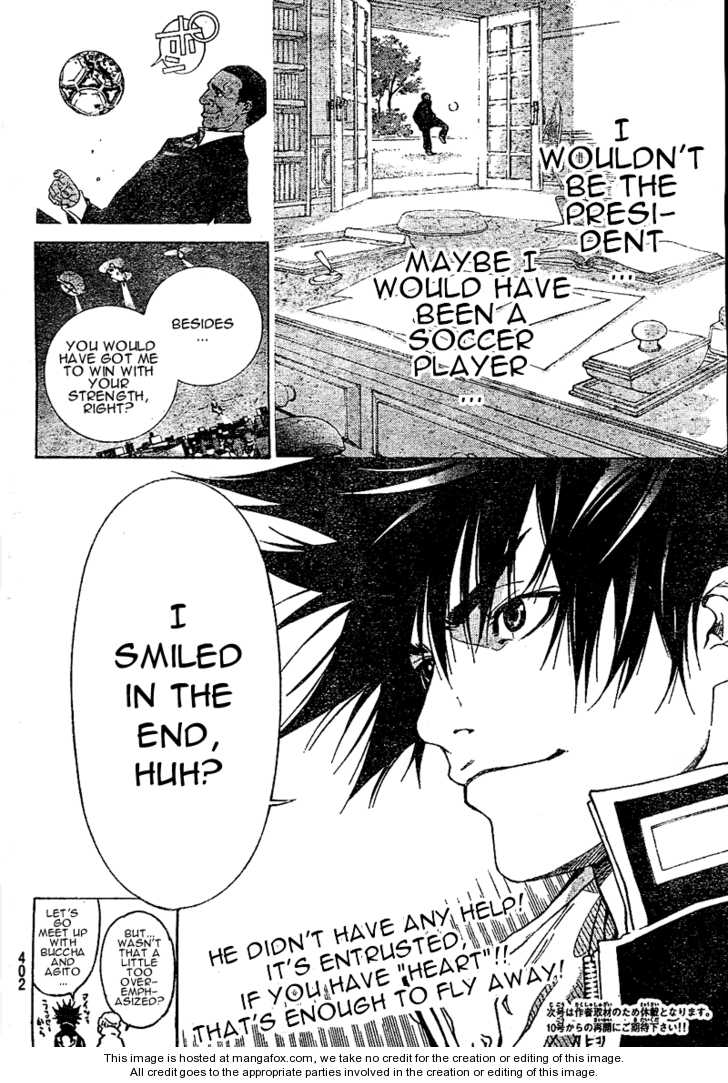 ポン
I
WOULDN'T
BE THE
PRESI-
DENT
...
MAYBE I
WOULD HAVE
BEEN A
SOCCER
PLAYER
...
BESIDES
...
YOU WOULD
HAVE GOT ME
TO WIN WITH
YOUR
STRENGTH,
RIGHT?
I
SMILED
IN THE
END,
HUH?
HE DIDN'T HAVE ANY HELP!
IT'S ENTRUSTED,
IF YOU HAVE "HEART"!!
THAT'S ENOUGH TO FLY AWAY!
BUT...
WASN'T
THAT A
LITTLE
TOO
OVER-
EMPH-
ASIZED?
LET'S
GO
MEET UP
WITH
BUCCHA
AND
AGITO
...
402
次号は作者取材のため休載となります。
10号からの再開にご期待下さい!!
This image is hosted at mangafox.com, we take no credit for the creation or editing of this image.
All credit goes to the appropriate parties involved in the creation or editing of this image.